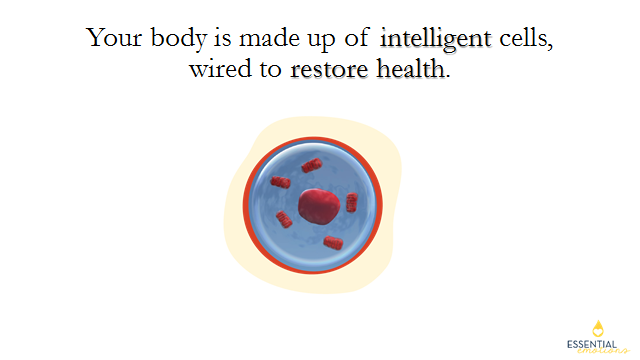 Your body is made up of intelligent cells,
wired to restore health.
ESSENTIAL
emotions